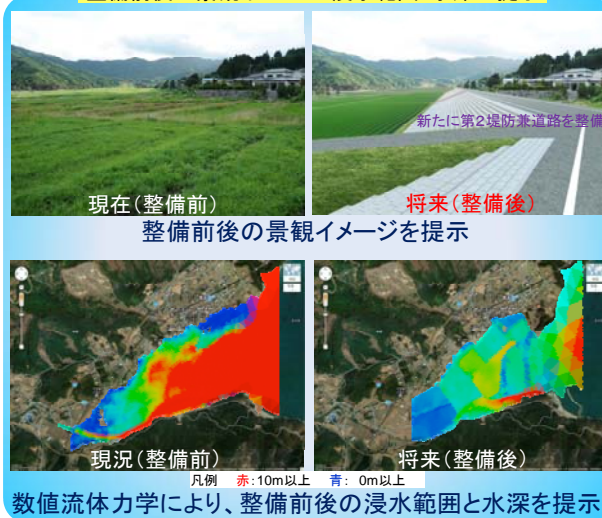 現在(整備前)
新たに第2堤防兼道路を整備
将来(整備後)
整備前後の景観イメージを提示
現況(整備前)
将来(整備後)
凡例 赤:10m以上 青: 0m以上
数値流体力学により、整備前後の浸水範囲と水深を提示